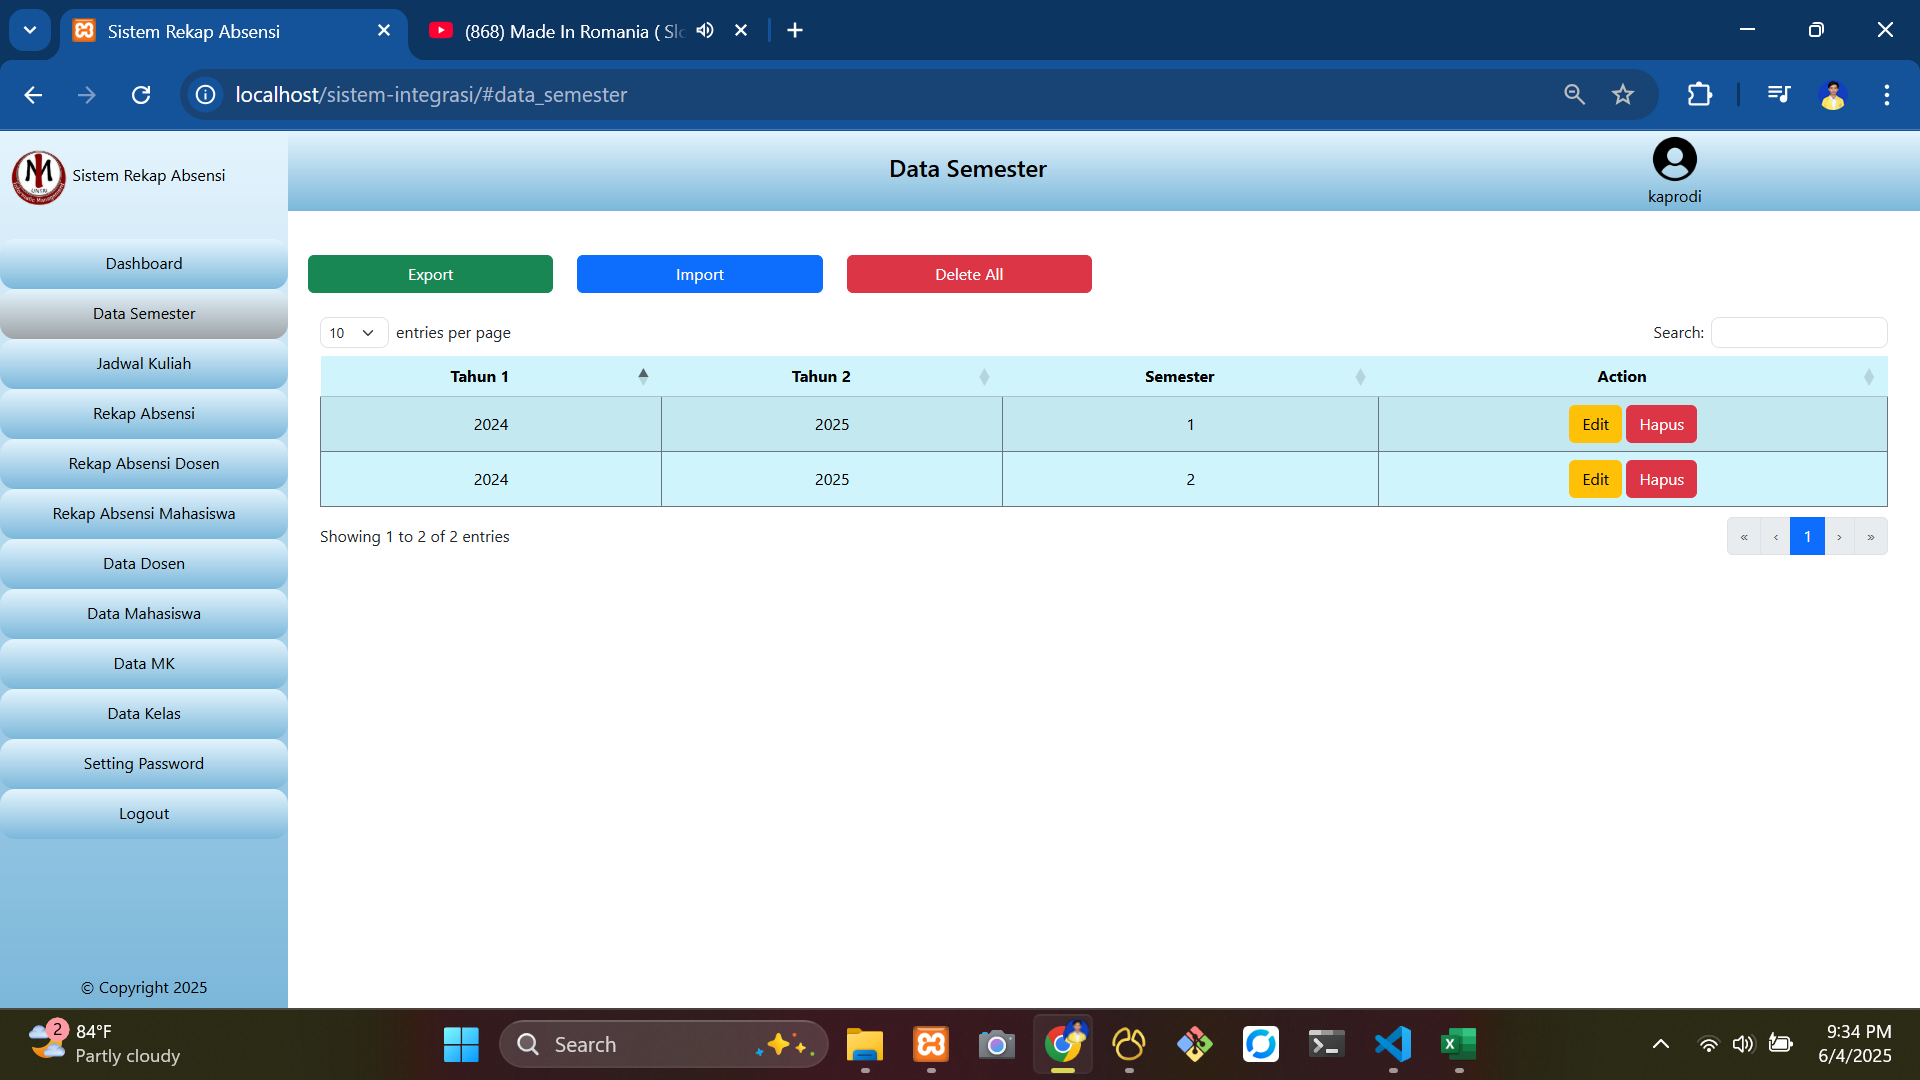 Sistem Rekap Absensi
(868) Made In Romania ( Slo
localhost/sistem-integrasi/#data_semester
Sistem Rekap Absensi
Data Semester
kaprodi
Dashboard
Data Semester
Jadwal Kuliah
Rekap Absensi
Rekap Absensi Dosen
Rekap Absensi Mahasiswa
Data Dosen
Data Mahasiswa
Data MK
Data Kelas
Setting Password
Logout
© Copyright 2025
Export Import Delete All
10 entries per page Search:
Tahun 1 Tahun 2 Semester Action
2024 2025 1 Edit Hapus
2024 2025 2 Edit Hapus
Showing 1 to 2 of 2 entries
« ‹ 1 › »
2
84°F
Partly cloudy
Search
9:34 PM
6/4/2025